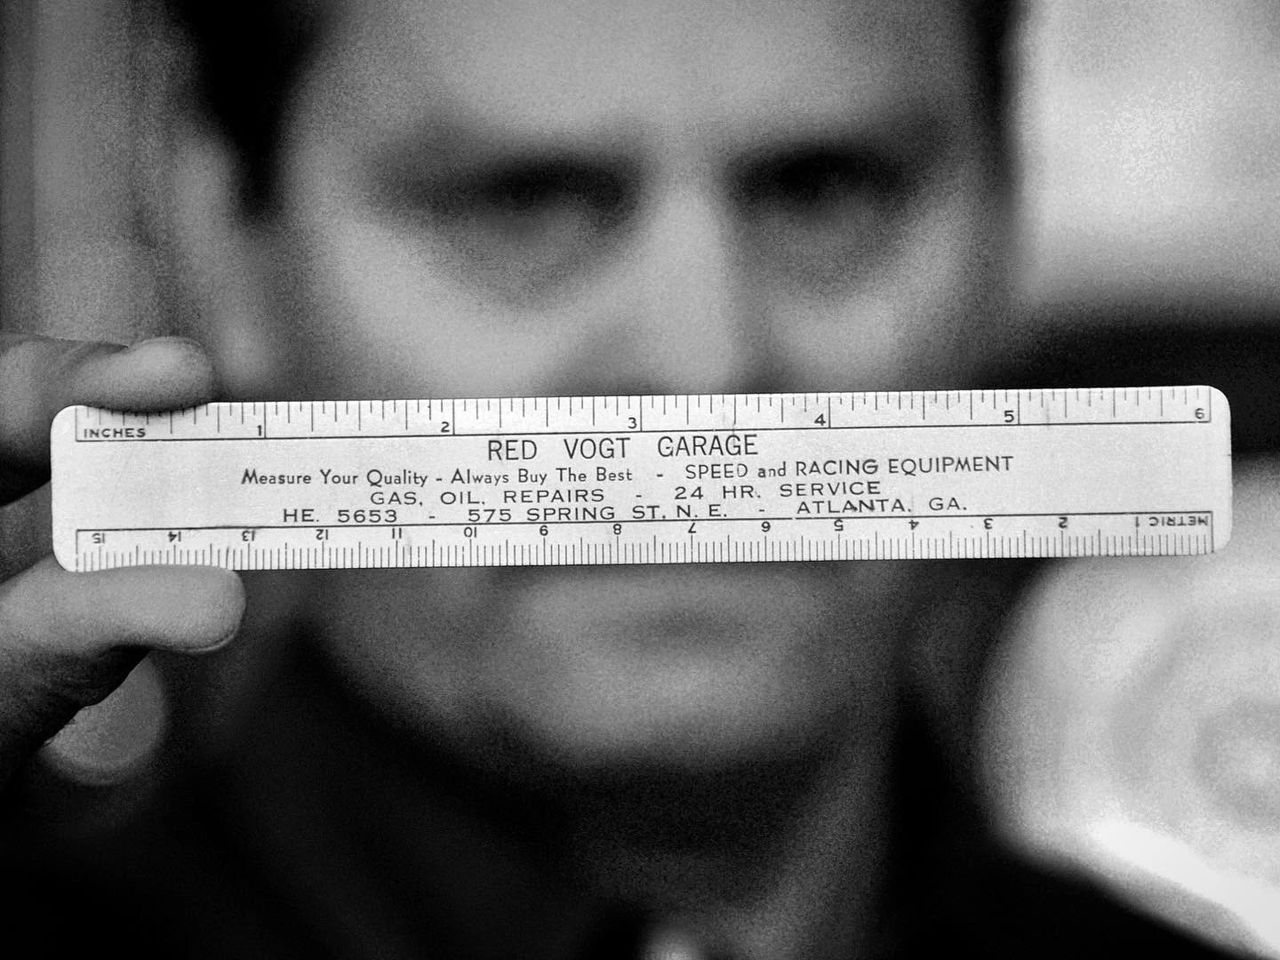 INCHES 1 2 3 4 5 6
RED VOGT GARAGE
Measure Your Quality - Always Buy The Best - SPEED and RACING EQUIPMENT
GAS, OIL, REPAIRS - 24 HR. SERVICE
HE. 5653 - 575 SPRING ST. N. E. - ATLANTA, GA.
METRIC 1 2 3 4 5 6 7 8 9 10 11 12 13 14 15